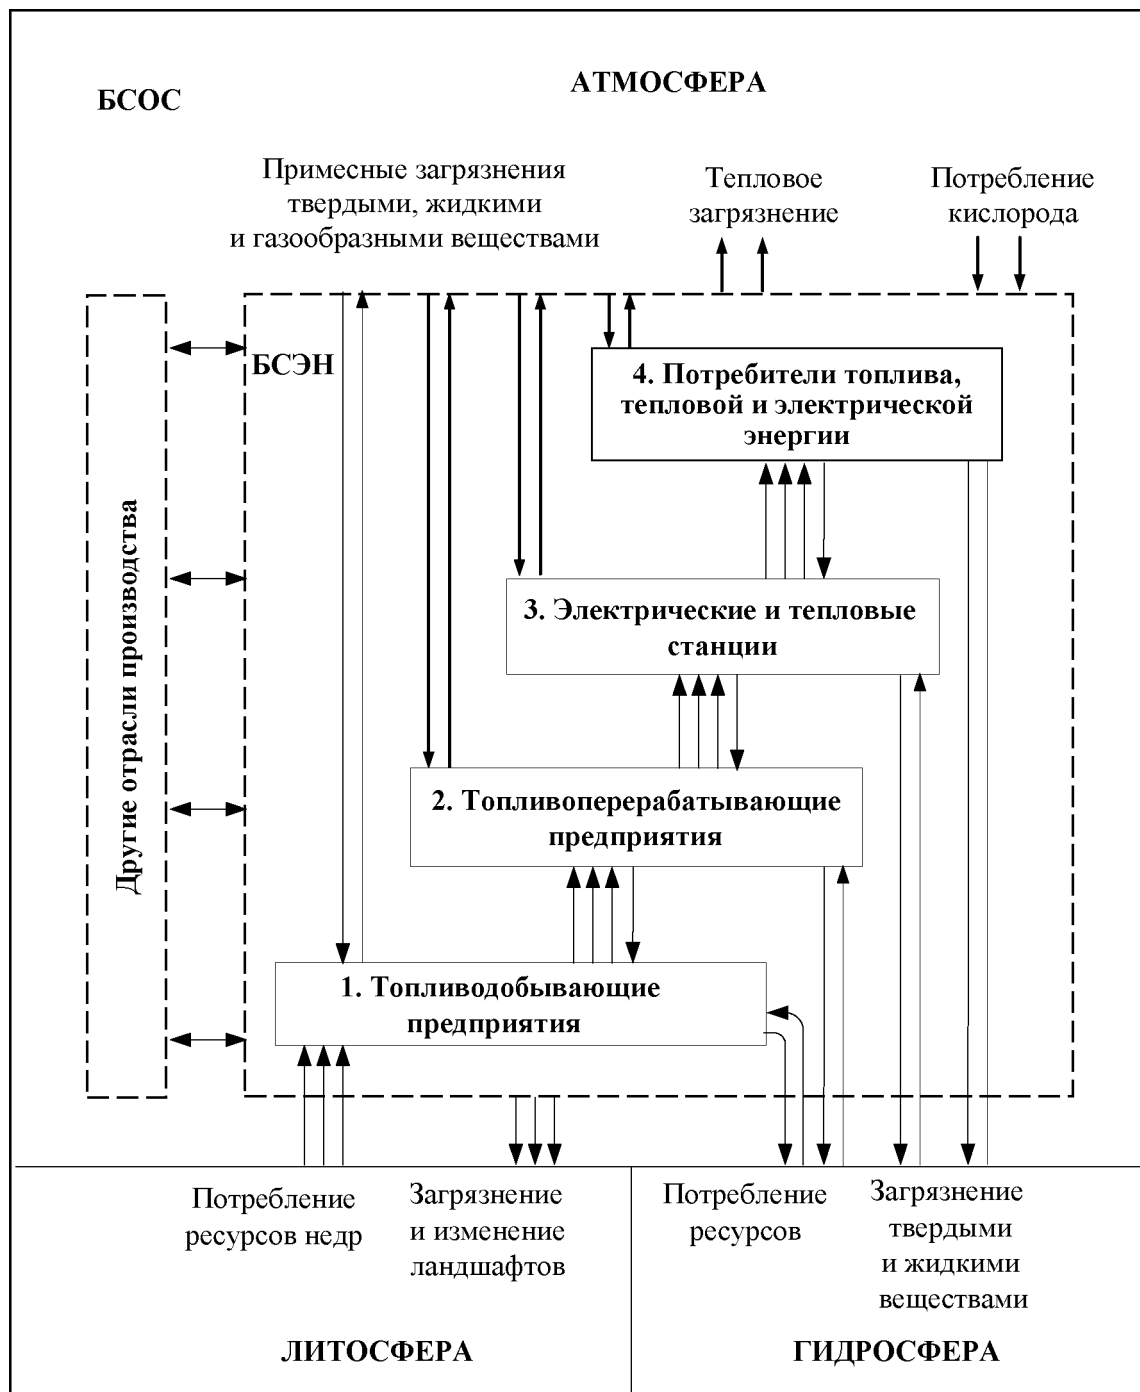 БСОС
АТМОСФЕРА
Примесные загрязнения
твердыми, жидкими
и газообразными веществами
Тепловое
загрязнение
Потребление
кислорода
БСЭН
4. Потребители топлива,
тепловой и электрической
энергии
Другие отрасли производства
3. Электрические и тепловые
станции
2. Топливоперерабатывающие
предприятия
1. Топливодобывающие
предприятия
Потребление
ресурсов недр
Загрязнение
и изменение
ландшафтов
Потребление
ресурсов
Загрязнение
твердыми
и жидкими
веществами
ЛИТОСФЕРА
ГИДРОСФЕРА